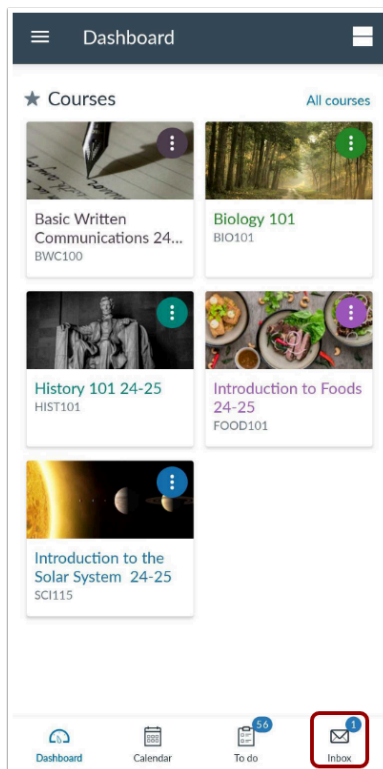 Dashboard
★ Courses
All courses
Basic Written
Communications 24...
BWC100
Biology 101
BIO101
History 101 24-25
HIST101
Introduction to Foods
24-25
FOOD101
Introduction to the
Solar System 24-25
SCI115
56
1
Dashboard
Calendar
To do
Inbox